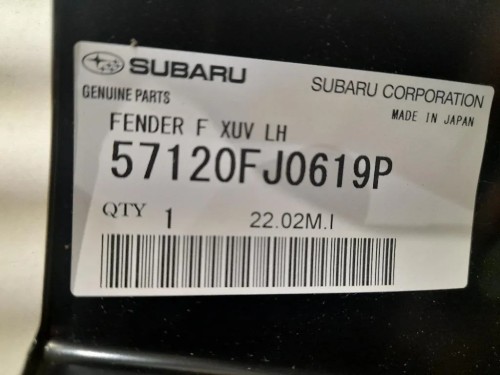 SUBARU
SUBARU CORPORATION
GENUINE PARTS
MADE IN JAPAN
FENDER F XUV LH
57120FJ0619P
QTY 1 22.02M.I